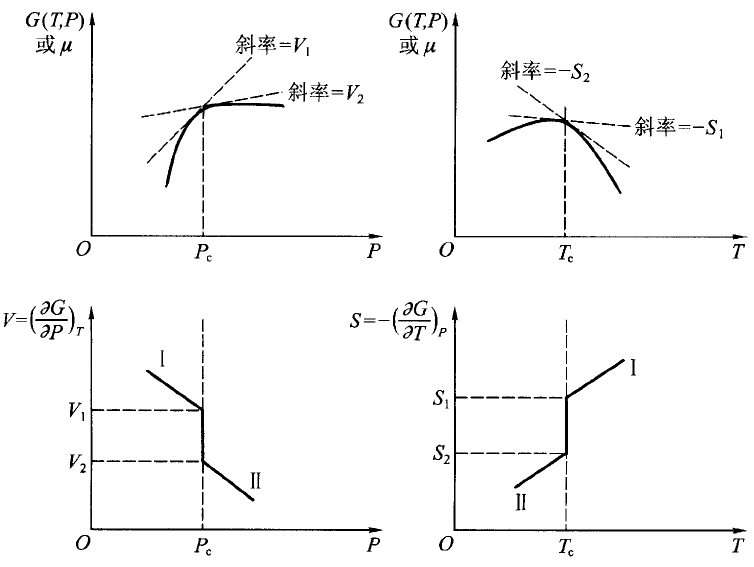 G(T,P)
或 μ
斜率=V₁
斜率=V₂
O
P_c
P
G(T,P)
或 μ
斜率=−S₂
斜率=−S₁
O
T_c
T
V=(∂G/∂P)_T
Ⅰ
V₁
V₂
Ⅱ
O
P_c
P
S=−(∂G/∂T)_P
Ⅰ
S₁
S₂
Ⅱ
O
T_c
T